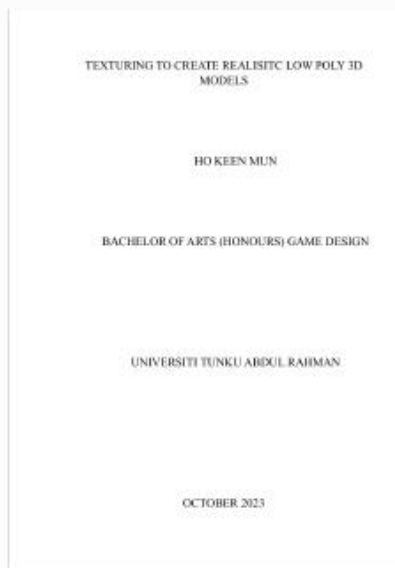 TEXTURING TO CREATE REALISITC LOW POLY 3D
MODELS
HO KEEN MUN
BACHELOR OF ARTS (HONOURS) GAME DESIGN
UNIVERSITI TUNKU ABDUL RAHMAN
OCTOBER 2023